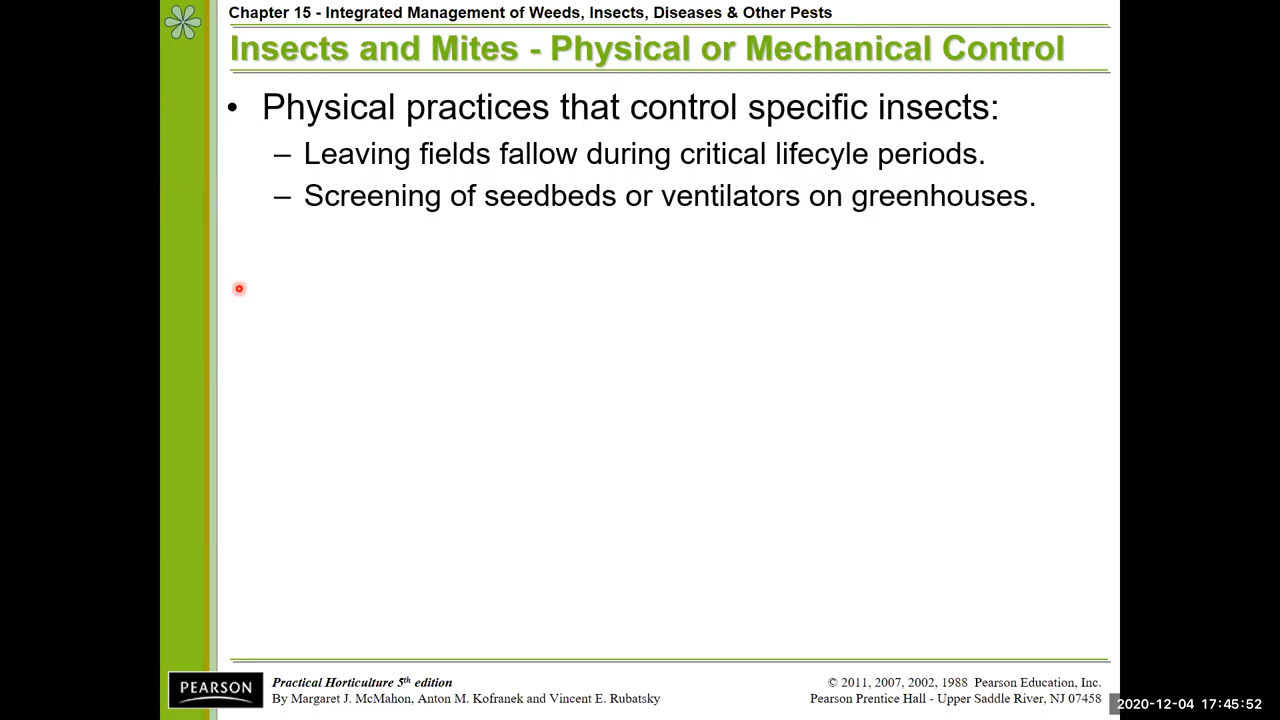 Chapter 15 - Integrated Management of Weeds, Insects, Diseases & Other Pests
Insects and Mites - Physical or Mechanical Control
• Physical practices that control specific insects:
– Leaving fields fallow during critical lifecyle periods.
– Screening of seedbeds or ventilators on greenhouses.
PEARSON
Practical Horticulture 5th edition
By Margaret J. McMahon, Anton M. Kofranek and Vincent E. Rubatsky
© 2011, 2007, 2002, 1988 Pearson Education, Inc.
Pearson Prentice Hall - Upper Saddle River, NJ 07458
2020-12-04 17:45:52